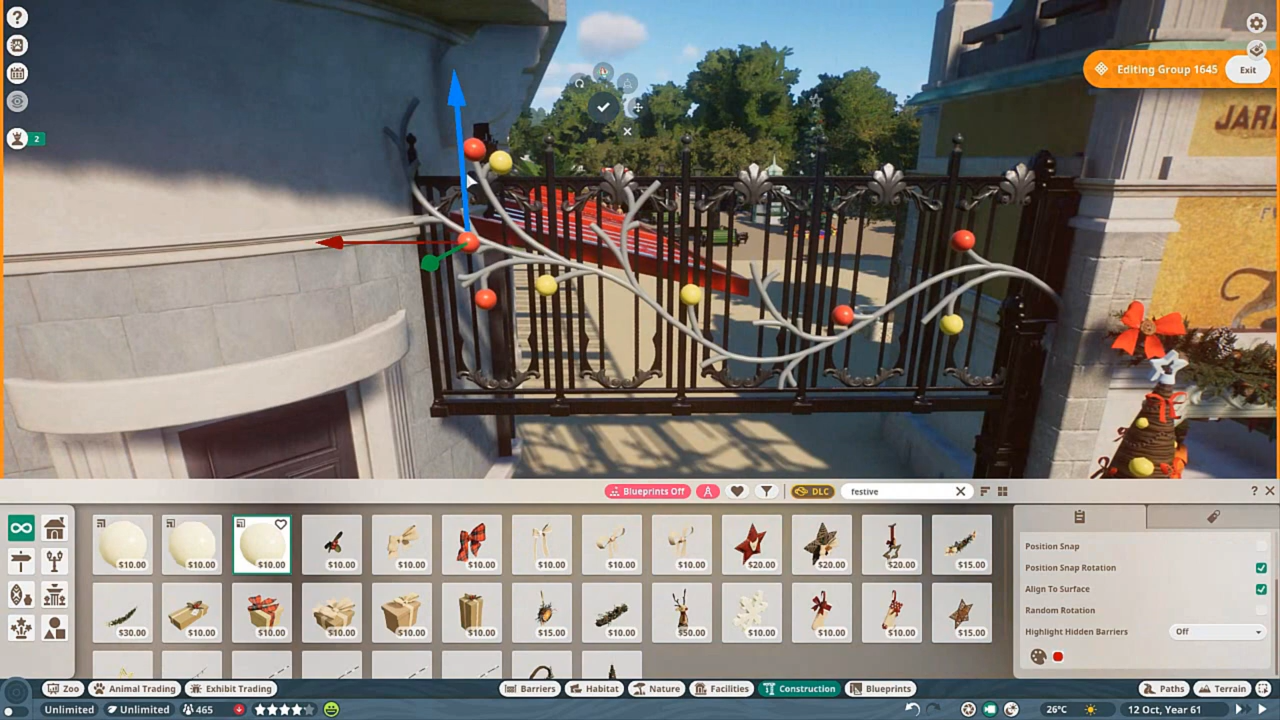 ?
Editing Group 1645
Exit
2
JARD
Blueprints Off
DLC
festive
?
$10.00 $10.00 $10.00 $10.00 $10.00 $10.00 $10.00 $10.00 $10.00 $20.00 $20.00 $20.00 $15.00
$30.00 $10.00 $10.00 $10.00 $10.00 $10.00 $15.00 $10.00 $50.00 $10.00 $10.00 $10.00 $15.00
Position Snap
Position Snap Rotation
Align To Surface
Random Rotation
Highlight Hidden Barriers Off
Zoo Animal Trading Exhibit Trading Barriers Habitat Nature Facilities Construction Blueprints Paths Terrain
Unlimited Unlimited 465 26°C 12 Oct, Year 61